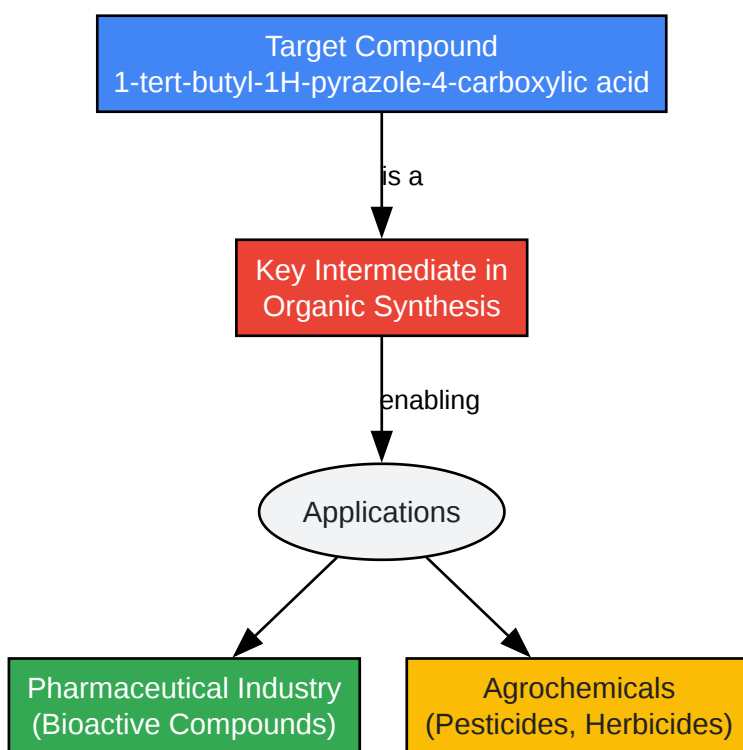 Target Compound
1-tert-butyl-1H-pyrazole-4-carboxylic acid
is a
Key Intermediate in
Organic Synthesis
enabling
Applications
Pharmaceutical Industry
(Bioactive Compounds)
Agrochemicals
(Pesticides, Herbicides)